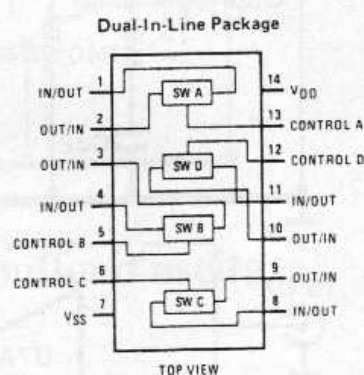 Dual-In-Line Package
IN/OUT 1
OUT/IN 2
OUT/IN 3
IN/OUT 4
CONTROL B 5
CONTROL C 6
VSS 7
SW A
SW D
SW B
SW C
14 VDD
13 CONTROL A
12 CONTROL D
11 IN/OUT
10 OUT/IN
9 OUT/IN
8 IN/OUT
TOP VIEW